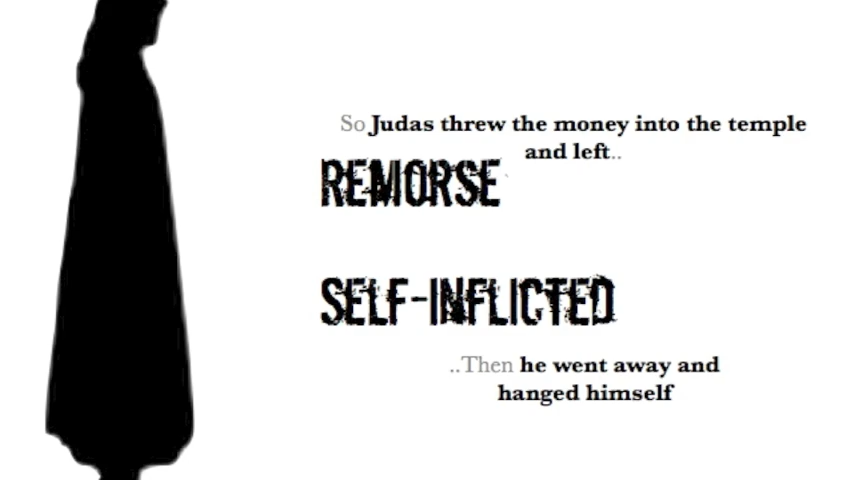 So Judas threw the money into the temple
and left..
REMORSE
SELF-INFLICTED
..Then he went away and
hanged himself